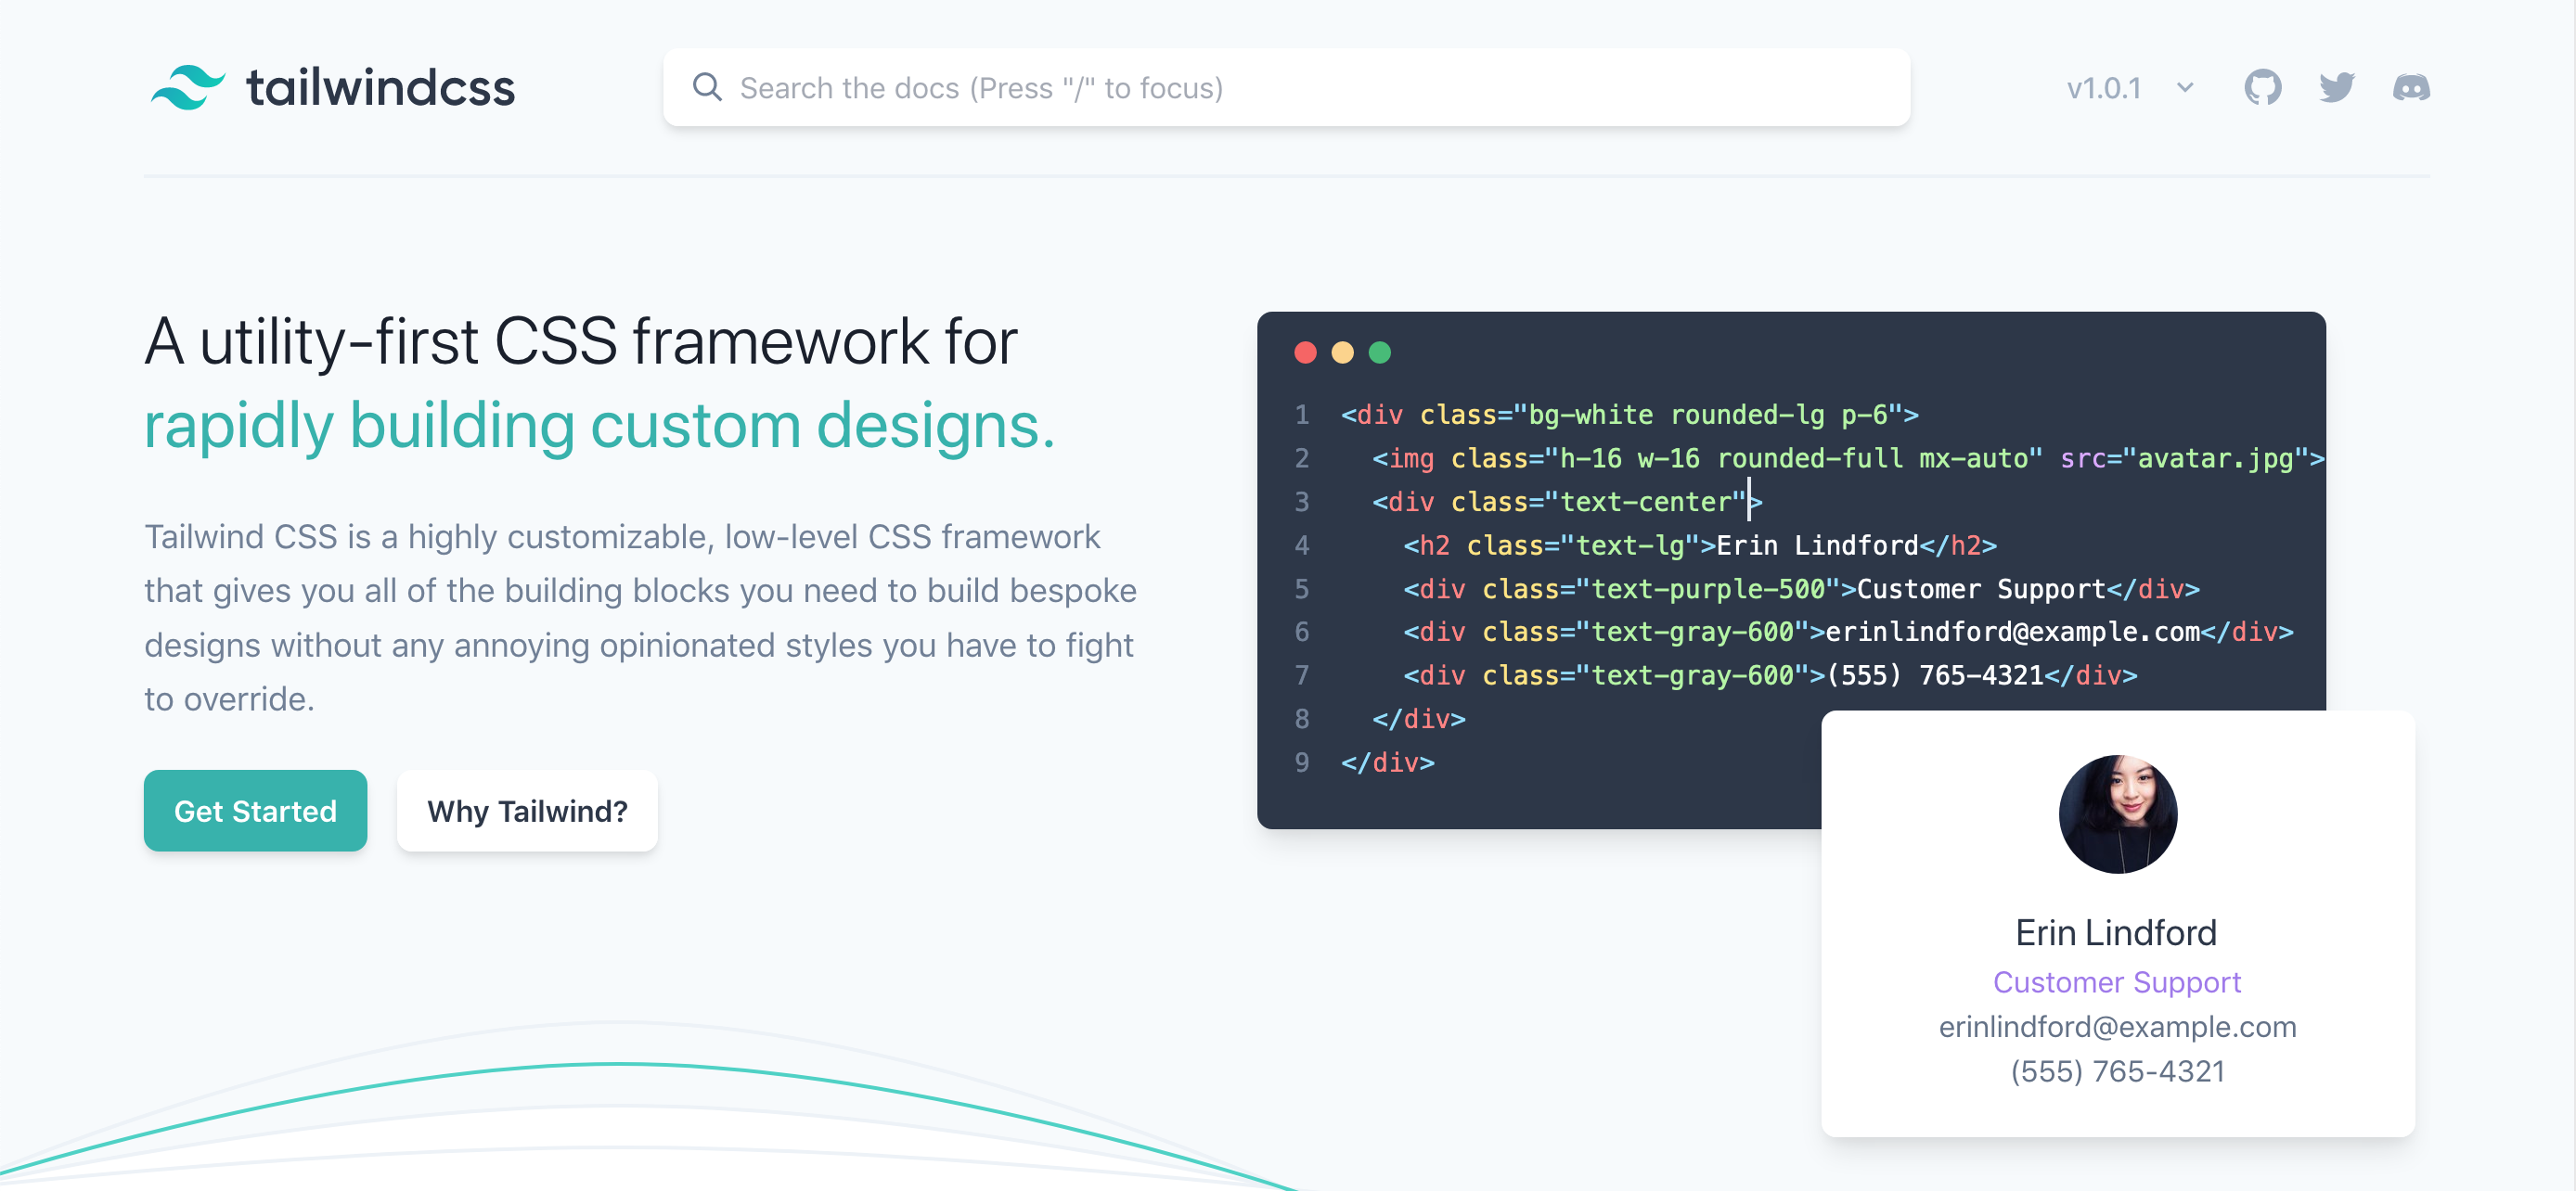 tailwindcss
Search the docs (Press "/" to focus)
v1.0.1
A utility-first CSS framework for
rapidly building custom designs.
Tailwind CSS is a highly customizable, low-level CSS framework
that gives you all of the building blocks you need to build bespoke
designs without any annoying opinionated styles you have to fight
to override.
Get Started
Why Tailwind?
1 <div class="bg-white rounded-lg p-6">
2   <img class="h-16 w-16 rounded-full mx-auto" src="avatar.jpg">
3   <div class="text-center">
4     <h2 class="text-lg">Erin Lindford</h2>
5     <div class="text-purple-500">Customer Support</div>
6     <div class="text-gray-600">erinlindford@example.com</div>
7     <div class="text-gray-600">(555) 765-4321</div>
8   </div>
9 </div>
Erin Lindford
Customer Support
erinlindford@example.com
(555) 765-4321